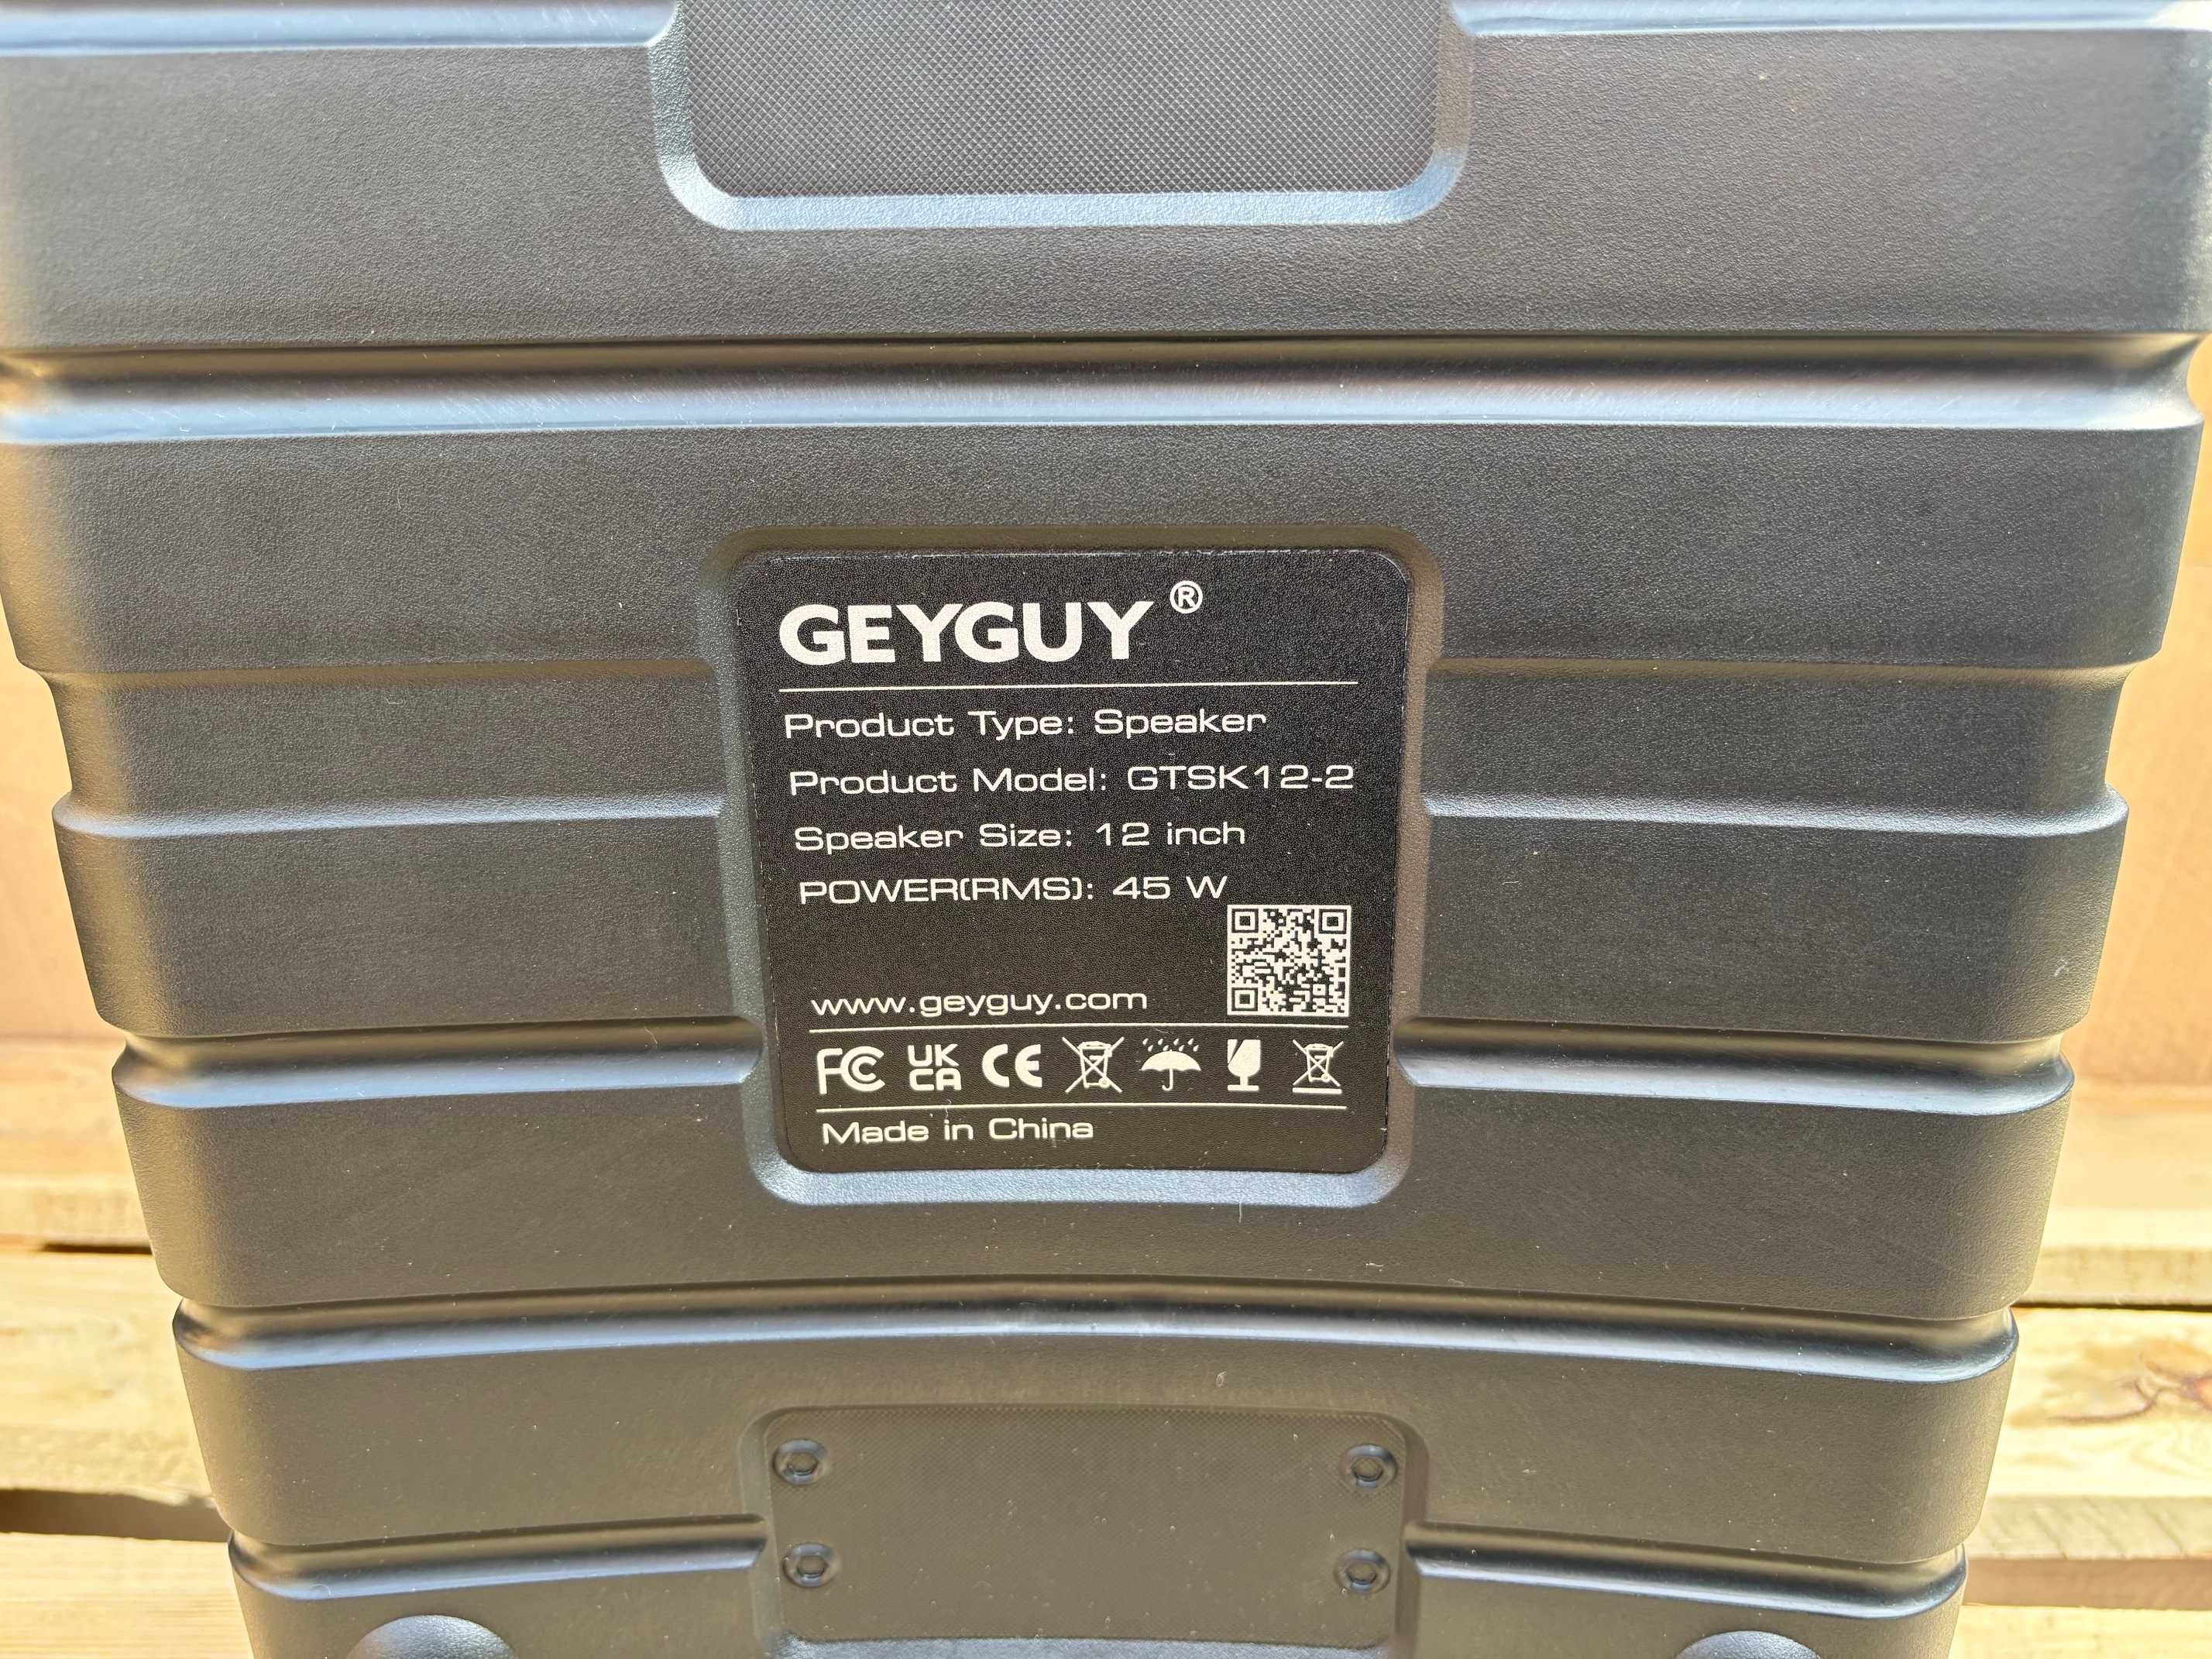 GEYGUY ®
Product Type: Speaker
Product Model: GTSK12-2
Speaker Size: 12 inch
POWER(RMS): 45 W
www.geyguy.com
FC UK CA CE
Made in China